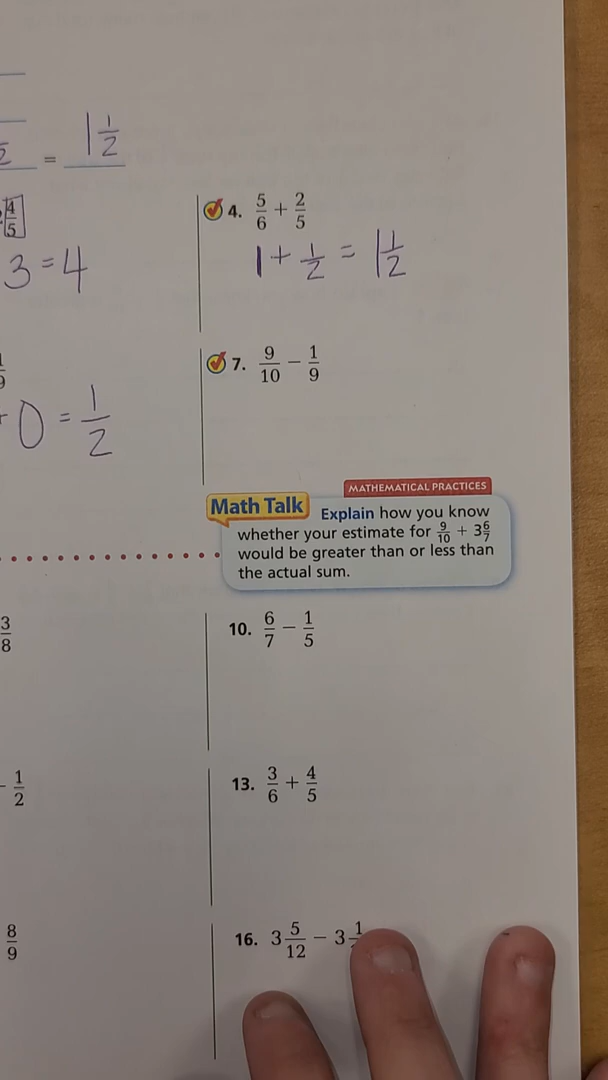 = 1 1/2
4/5
3 = 4
4. 5/6 + 2/5
1 + 1/2 = 1 1/2
0 = 1/2
7. 9/10 − 1/9
MATHEMATICAL PRACTICES
Math Talk Explain how you know
whether your estimate for 9/10 + 3 6/7
would be greater than or less than
the actual sum.
3/8
10. 6/7 − 1/5
− 1/2
13. 3/6 + 4/5
8/9
16. 3 5/12 − 3